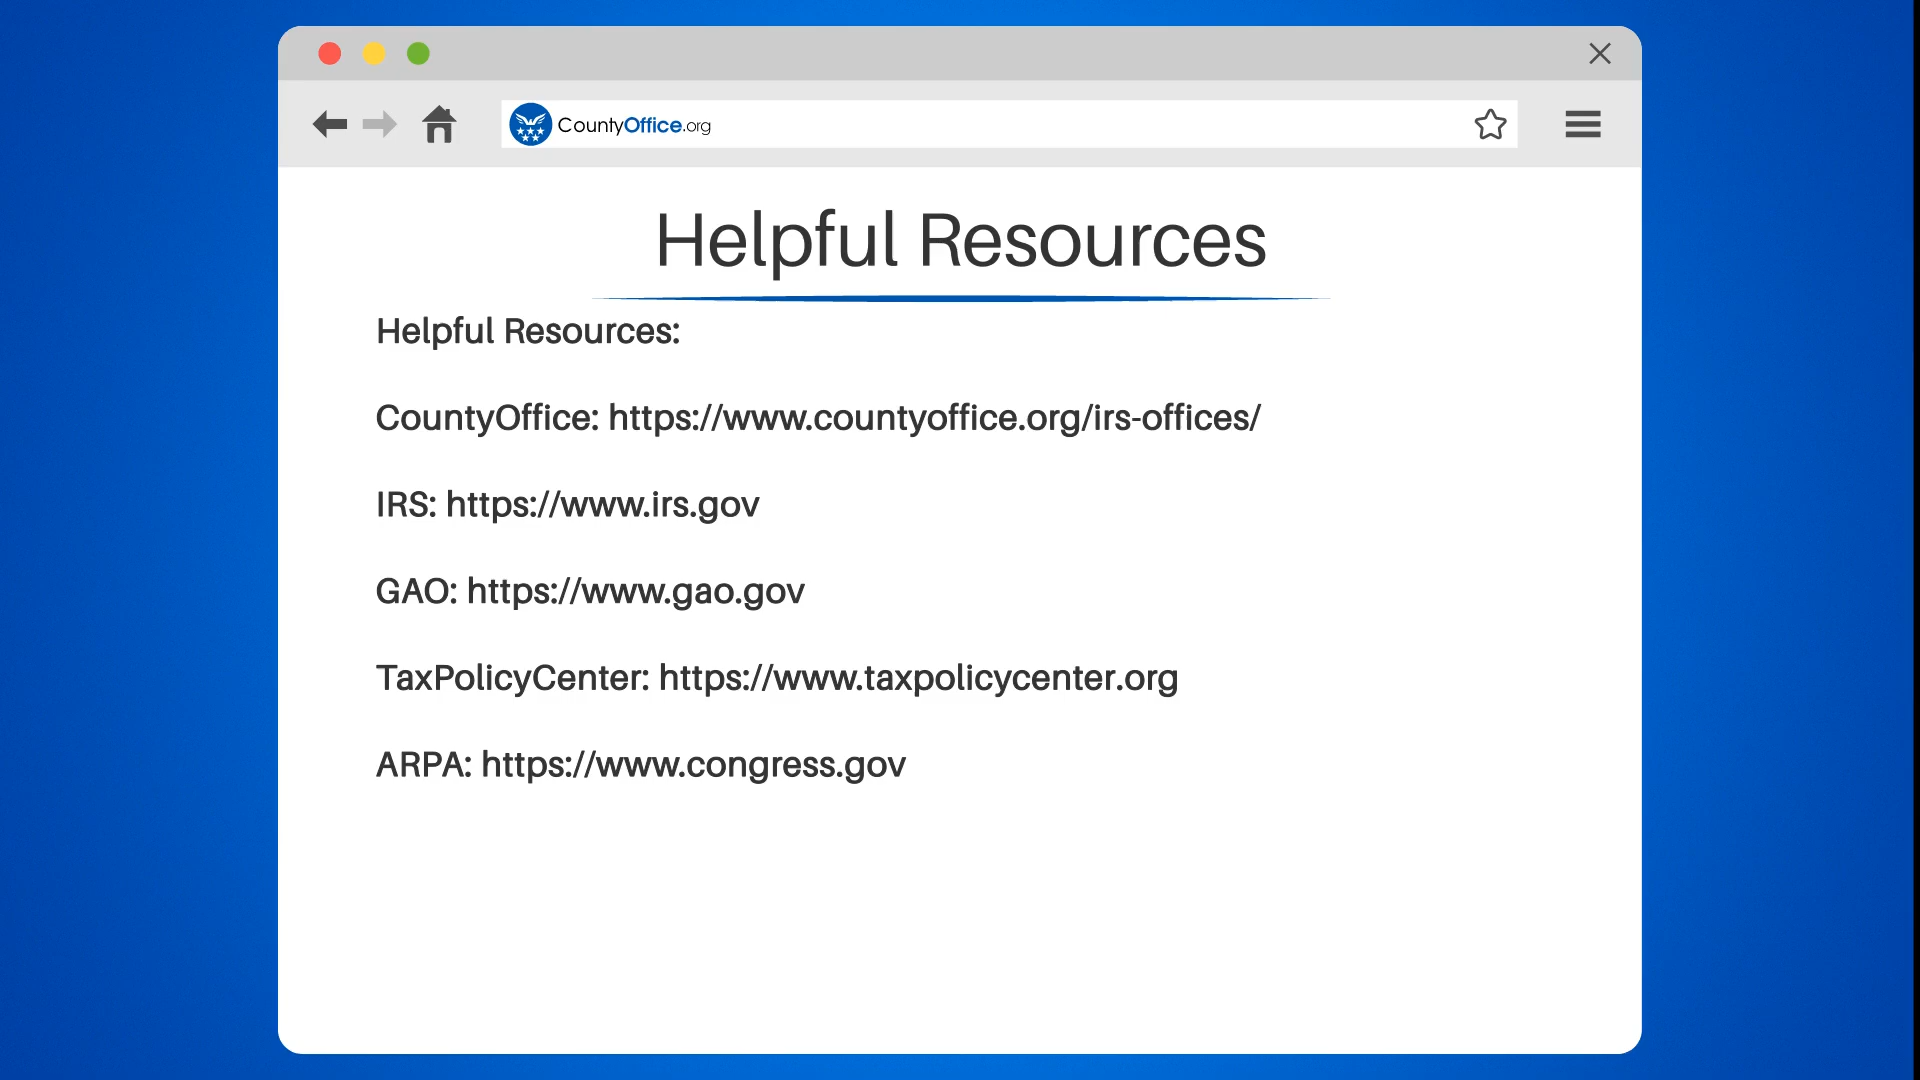 CountyOffice.org
Helpful Resources
Helpful Resources:
CountyOffice: https://www.countyoffice.org/irs-offices/
IRS: https://www.irs.gov
GAO: https://www.gao.gov
TaxPolicyCenter: https://www.taxpolicycenter.org
ARPA: https://www.congress.gov